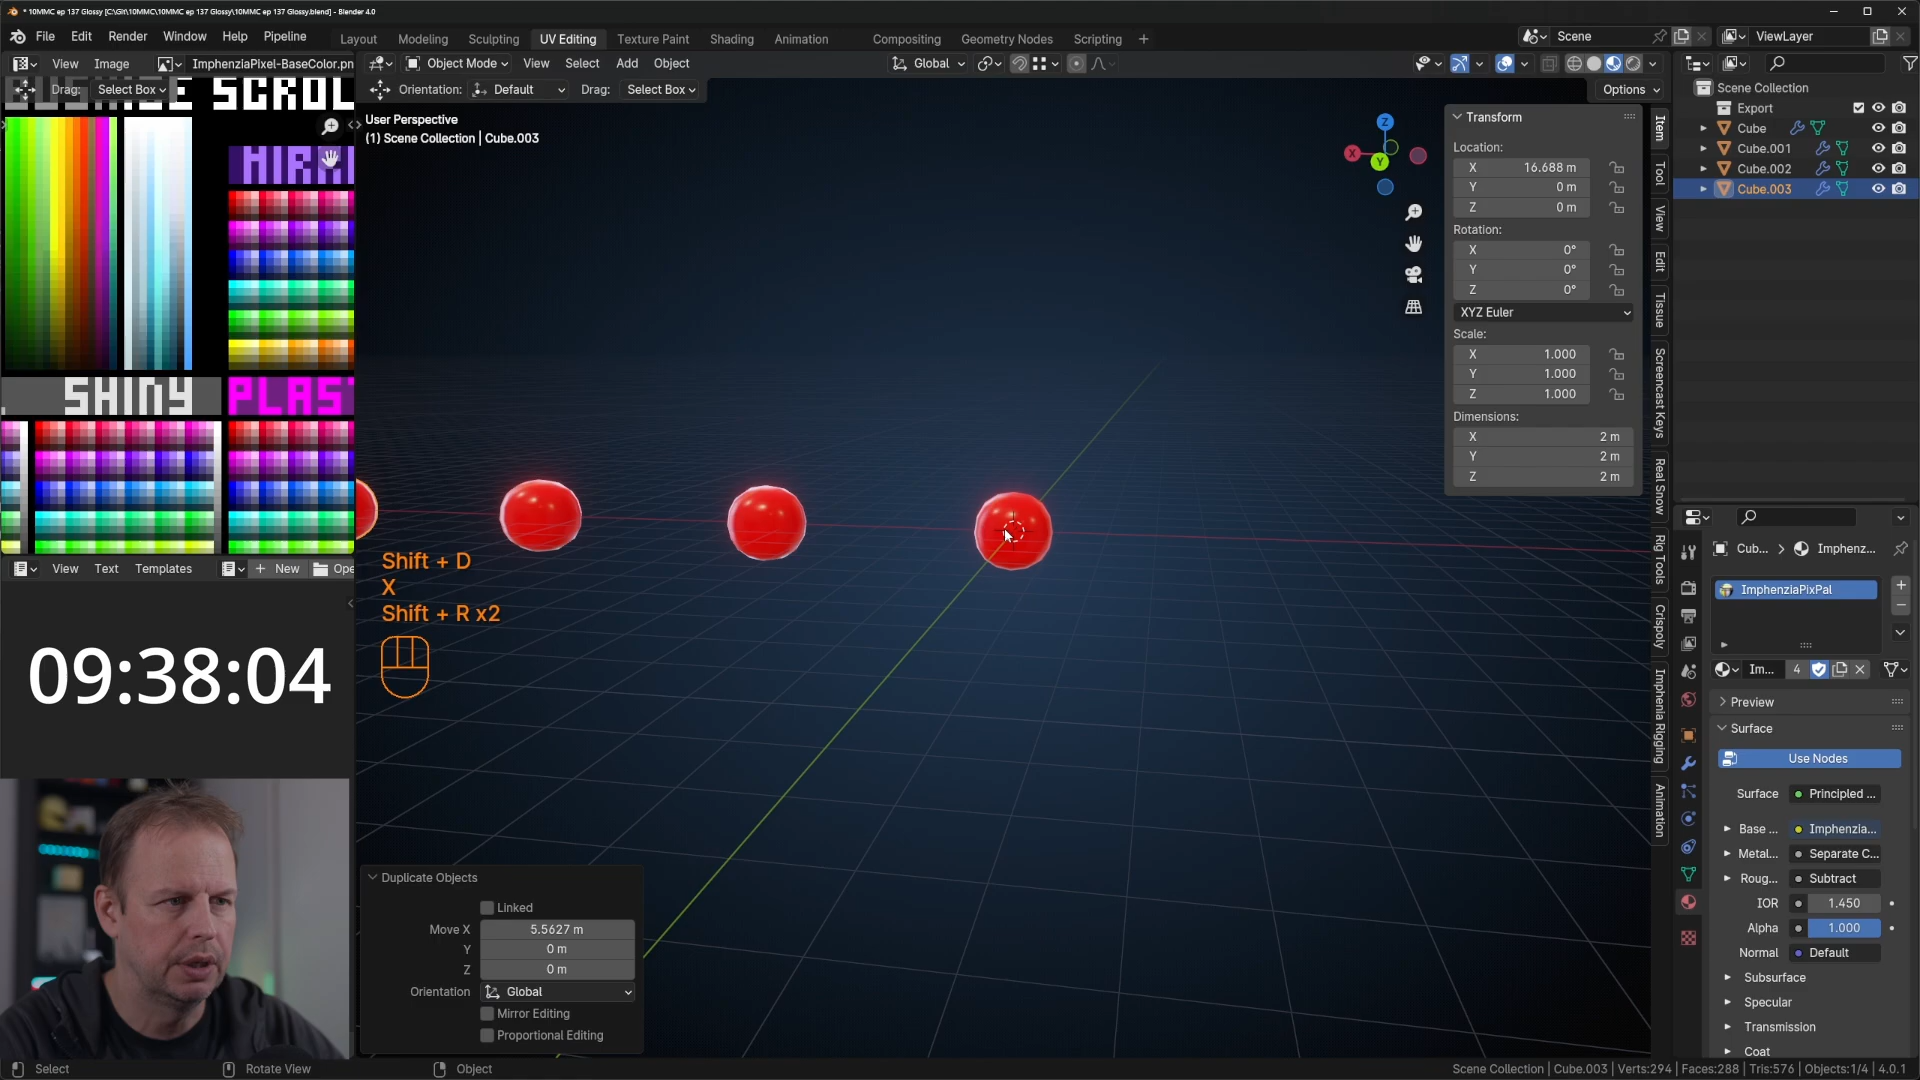 * 10MMC ep 137 Glossy [C:\Git\10MMC\10MMC ep 137 Glossy\10MMC ep 137 Glossy.blend] - Blender 4.0
File Edit Render Window Help Pipeline
Layout Modeling Sculpting UV Editing Texture Paint Shading Animation Compositing Geometry Nodes Scripting +
Scene
ViewLayer
View Image ImphenziaPixel-BaseColor.pn
Object Mode View Select Add Object
Global
Drag: Select Box
SCROL
Orientation: Default Drag: Select Box
Options
User Perspective
(1) Scene Collection | Cube.003
Z
X
Y
SHINY
PLAS
View Text Templates
+ New Ope
09:38:04
Shift + D
X
Shift + R x2
Transform
Location:
X 16.688 m
Y 0 m
Z 0 m
Rotation:
X 0°
Y 0°
Z 0°
XYZ Euler
Scale:
X 1.000
Y 1.000
Z 1.000
Dimensions:
X 2 m
Y 2 m
Z 2 m
Item
Tool
View
Edit
Tissue
Screencast Keys
Real Snow
Rig Tools
Crispoly
Imphenzia Rigging
Animation
Duplicate Objects
Linked
Move X 5.5627 m
Y 0 m
Z 0 m
Orientation Global
Mirror Editing
Proportional Editing
Scene Collection
Export
Cube
Cube.001
Cube.002
Cube.003
Cub... > Imphenz...
ImphenziaPixPal
Im... 4
Preview
Surface
Use Nodes
Surface Principled ...
Base ... Imphenzia...
Metal... Separate C...
Roug... Subtract
IOR 1.450
Alpha 1.000
Normal Default
Subsurface
Specular
Transmission
Coat
Select
Rotate View
Object
Scene Collection | Cube.003 | Verts:294 | Faces:288 | Tris:576 | Objects:1/4 | 4.0.1